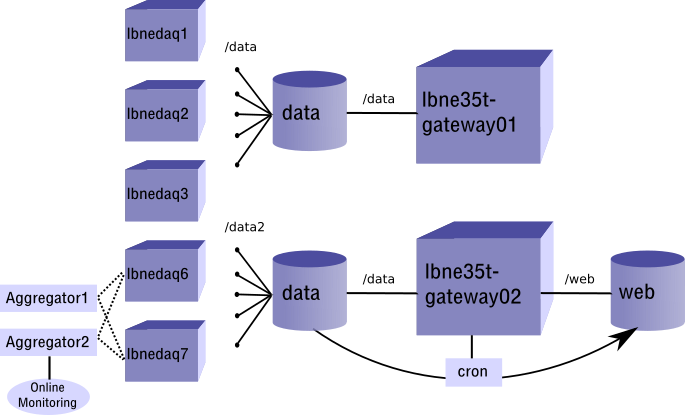 lbnedaq1
/data
lbnedaq2
data
/data
lbne35t-
gateway01
lbnedaq3
/data2
lbnedaq6
Aggregator1
data
/data
lbne35t-
gateway02
/web
web
Aggregator2
lbnedaq7
cron
Online
Monitoring